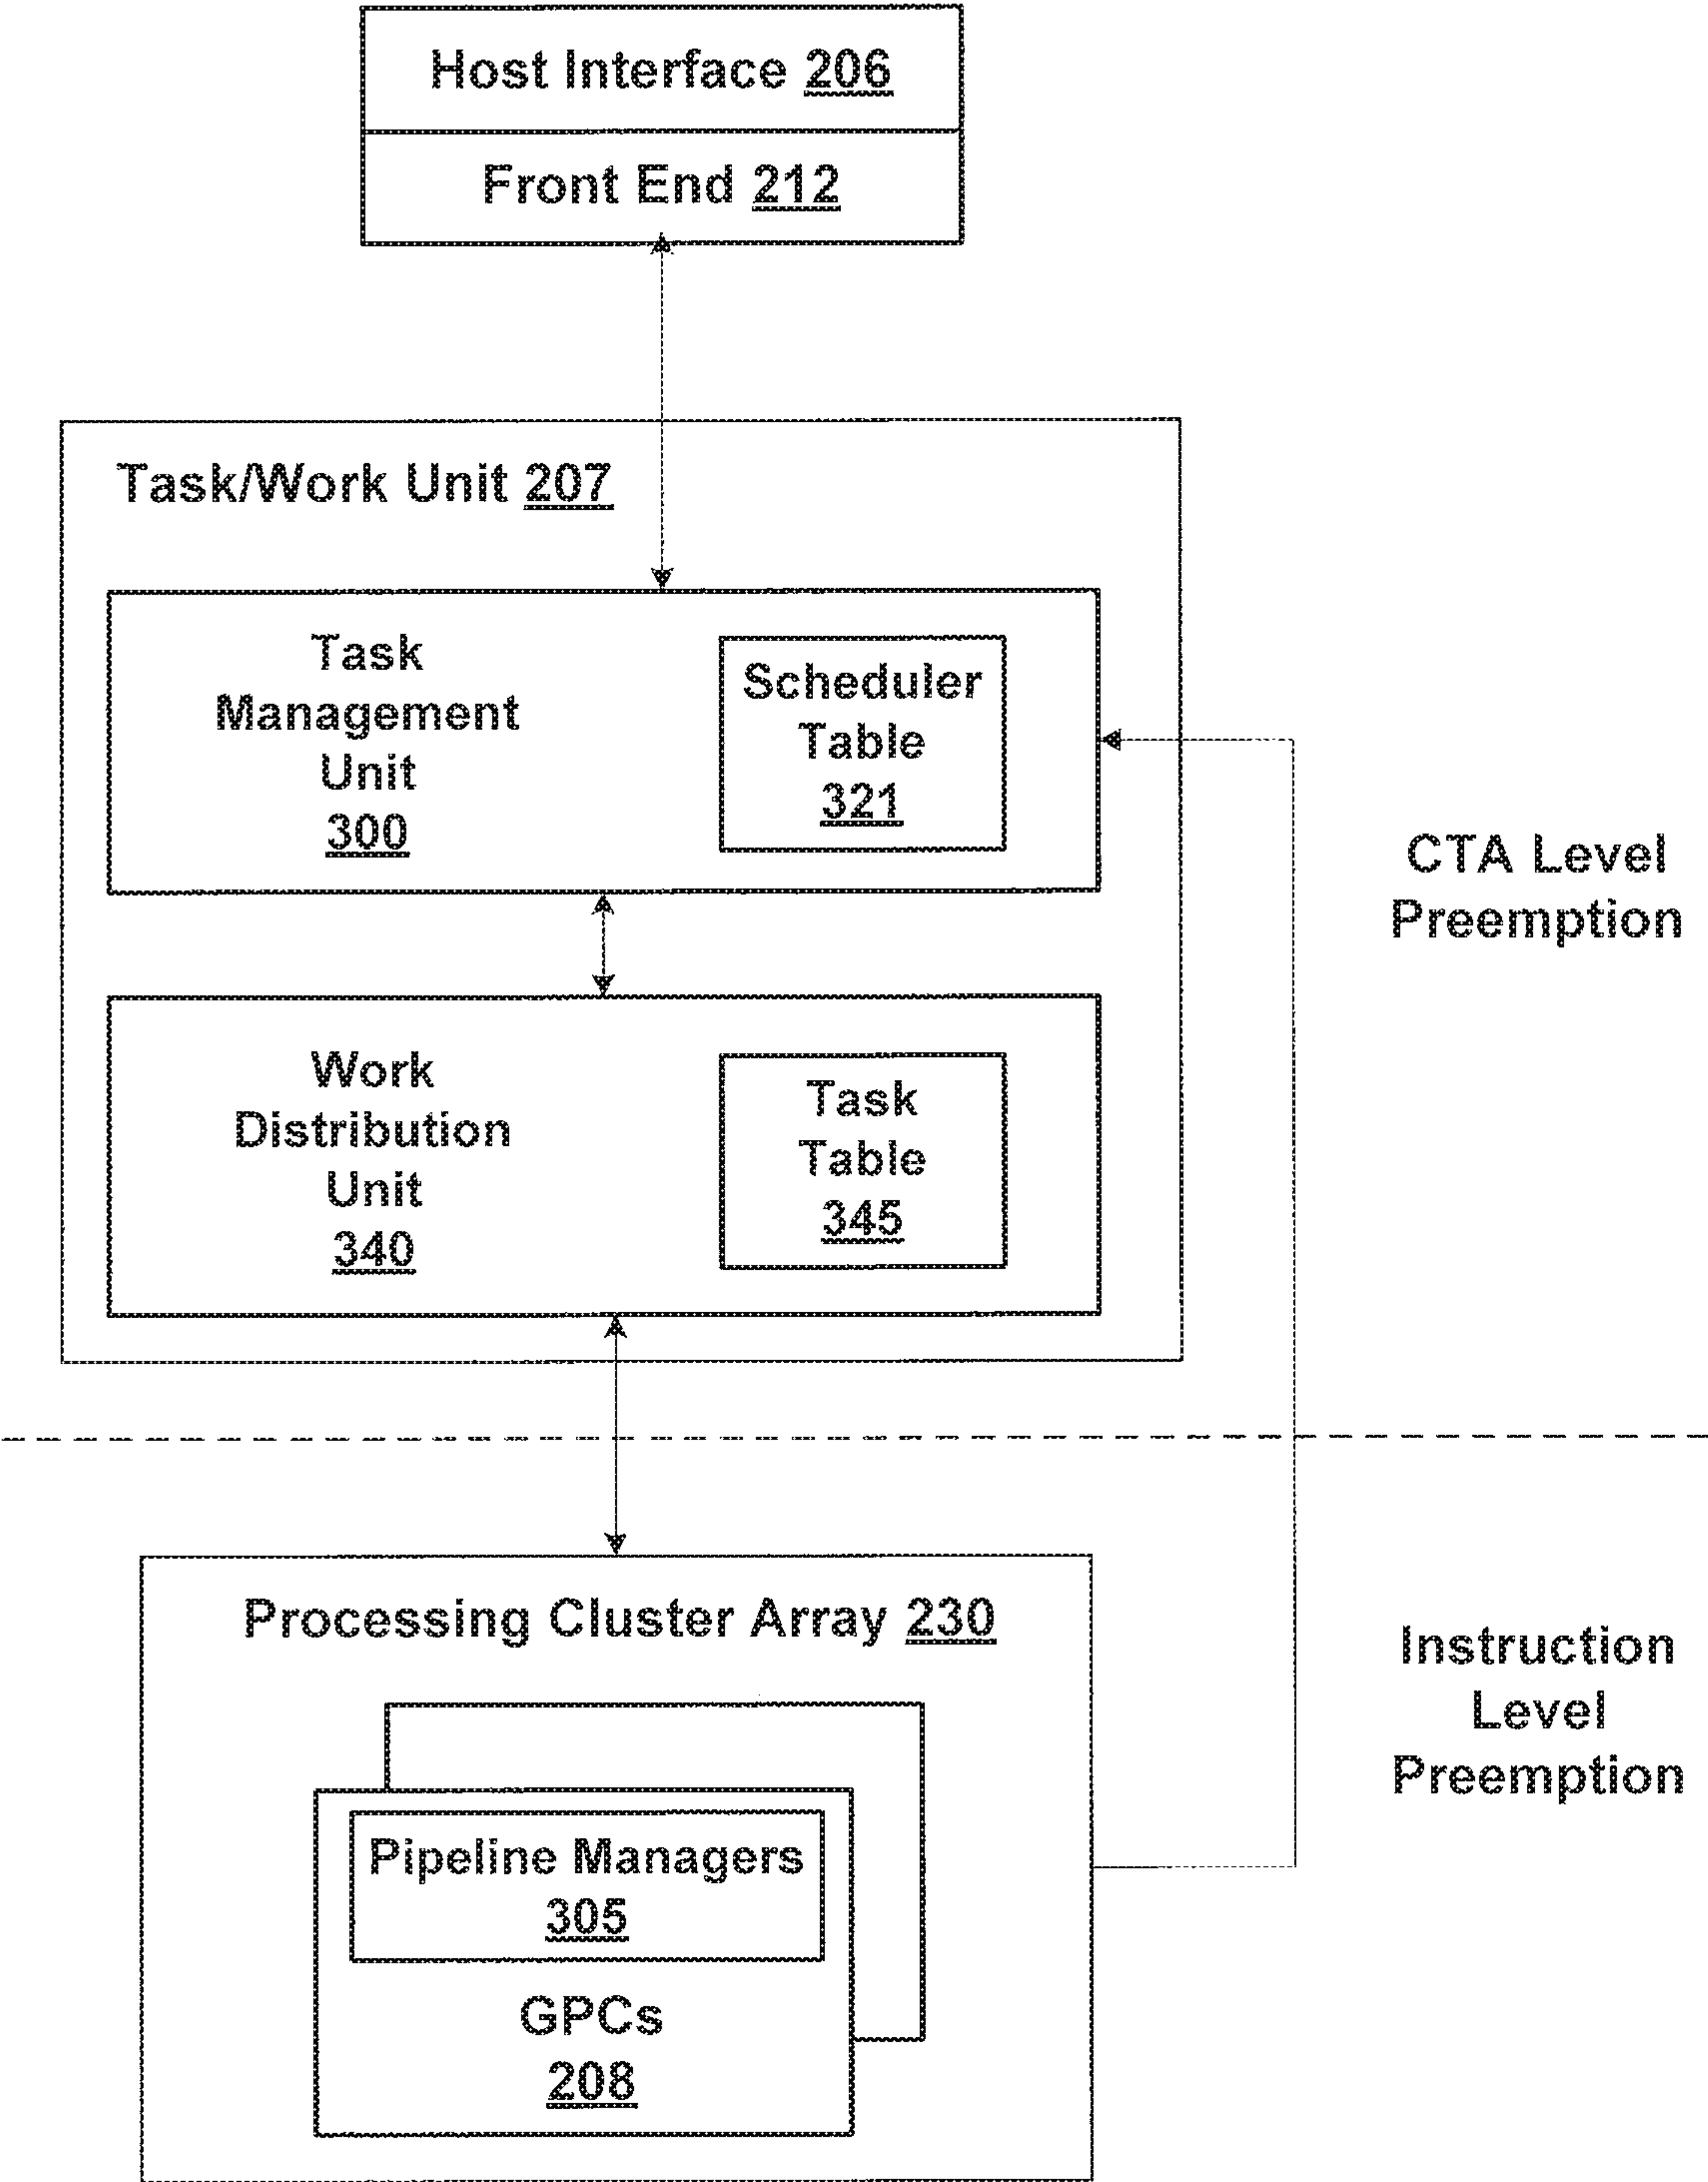 Host Interface 206
Front End 212
Task/Work Unit 207
Task
Management
Unit
300
Scheduler
Table
321
CTA Level
Preemption
Work
Distribution
Unit
340
Task
Table
345
Processing Cluster Array 230
Instruction
Level
Preemption
Pipeline Managers
305
GPCs
208